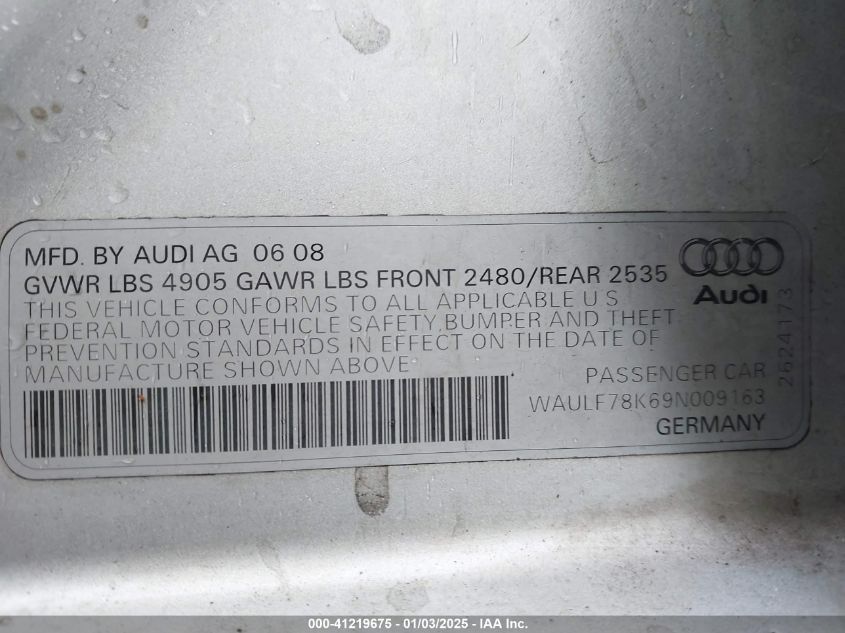 MFD. BY AUDI AG 06 08
GVWR LBS 4905 GAWR LBS FRONT 2480/REAR 2535
THIS VEHICLE CONFORMS TO ALL APPLICABLE U S
FEDERAL MOTOR VEHICLE SAFETY, BUMPER AND THEFT
PREVENTION STANDARDS IN EFFECT ON THE DATE OF
MANUFACTURE SHOWN ABOVE
Audi
2624173
PASSENGER CAR
WAULF78K69N009163
GERMANY
000-41219675 - 01/03/2025 - IAA Inc.